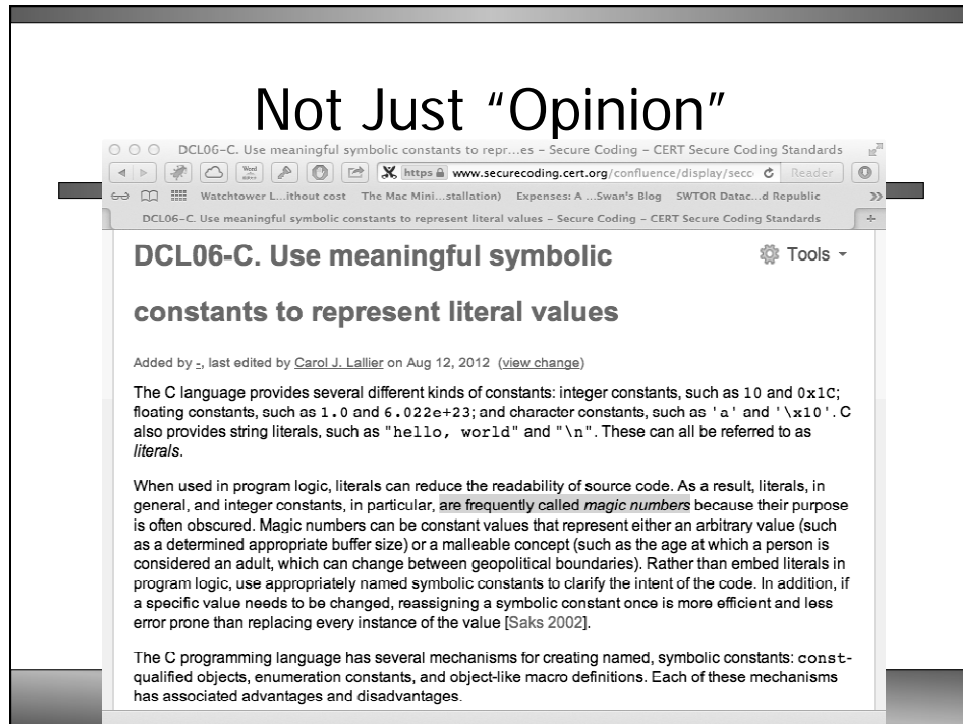 Not Just “Opinion”
DCL06-C. Use meaningful symbolic constants to repr...es – Secure Coding – CERT Secure Coding Standards
Word
https www.securecoding.cert.org/confluence/display/secc Reader
Watchtower L...ithout cost The Mac Mini...stallation) Expenses: A ...Swan's Blog SWTOR Datac...d Republic
DCL06-C. Use meaningful symbolic constants to represent literal values – Secure Coding – CERT Secure Coding Standards
DCL06-C. Use meaningful symbolic
Tools
constants to represent literal values
Added by -, last edited by Carol J. Lallier on Aug 12, 2012 (view change)
The C language provides several different kinds of constants: integer constants, such as 10 and 0x1C;
floating constants, such as 1.0 and 6.022e+23; and character constants, such as 'a' and '\x10'. C
also provides string literals, such as "hello, world" and "\n". These can all be referred to as
literals.
When used in program logic, literals can reduce the readability of source code. As a result, literals, in
general, and integer constants, in particular, are frequently called magic numbers because their purpose
is often obscured. Magic numbers can be constant values that represent either an arbitrary value (such
as a determined appropriate buffer size) or a malleable concept (such as the age at which a person is
considered an adult, which can change between geopolitical boundaries). Rather than embed literals in
program logic, use appropriately named symbolic constants to clarify the intent of the code. In addition, if
a specific value needs to be changed, reassigning a symbolic constant once is more efficient and less
error prone than replacing every instance of the value [Saks 2002].
The C programming language has several mechanisms for creating named, symbolic constants: const-
qualified objects, enumeration constants, and object-like macro definitions. Each of these mechanisms
has associated advantages and disadvantages.